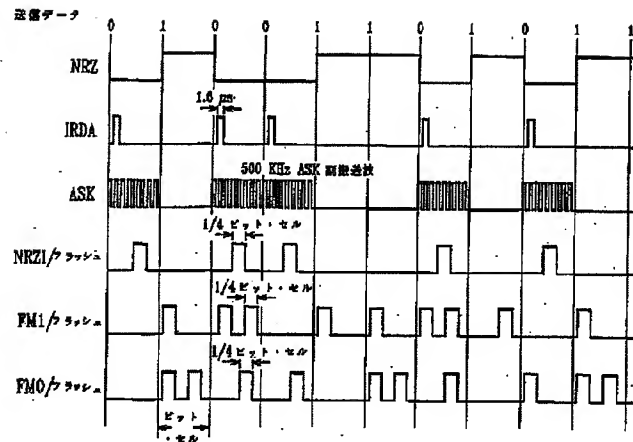 送信データ
0 1 0 0 1 1 0 1 0 1
NRZ
1.6 µs
IRDA
500 KHz ASK 副搬送波
ASK
1/4 ビット・セル
NRZI/フラッシュ
1/4 ビット・セル
FM1/フラッシュ
1/4 ビット・セル
FM0/フラッシュ
ビット
・セル